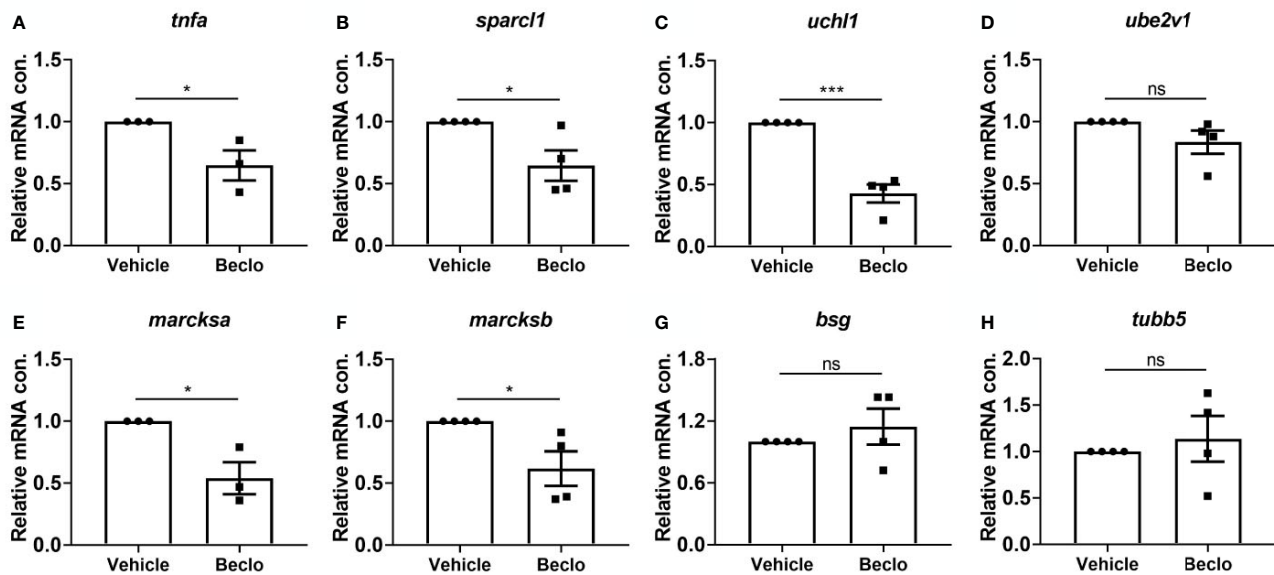 A tnfa
Relative mRNA con.
*
1.5
1.0
0.5
0.0
Vehicle Beclo
B sparcl1
Relative mRNA con.
*
1.5
1.0
0.5
0.0
Vehicle Beclo
C uchl1
Relative mRNA con.
***
1.5
1.0
0.5
0.0
Vehicle Beclo
D ube2v1
Relative mRNA con.
ns
1.5
1.0
0.5
0.0
Vehicle Beclo
E marcksa
Relative mRNA con.
*
1.5
1.0
0.5
0.0
Vehicle Beclo
F marcksb
Relative mRNA con.
*
1.5
1.0
0.5
0.0
Vehicle Beclo
G bsg
Relative mRNA con.
ns
1.8
1.2
0.6
0.0
Vehicle Beclo
H tubb5
Relative mRNA con.
ns
2.0
1.5
1.0
0.5
0.0
Vehicle Beclo